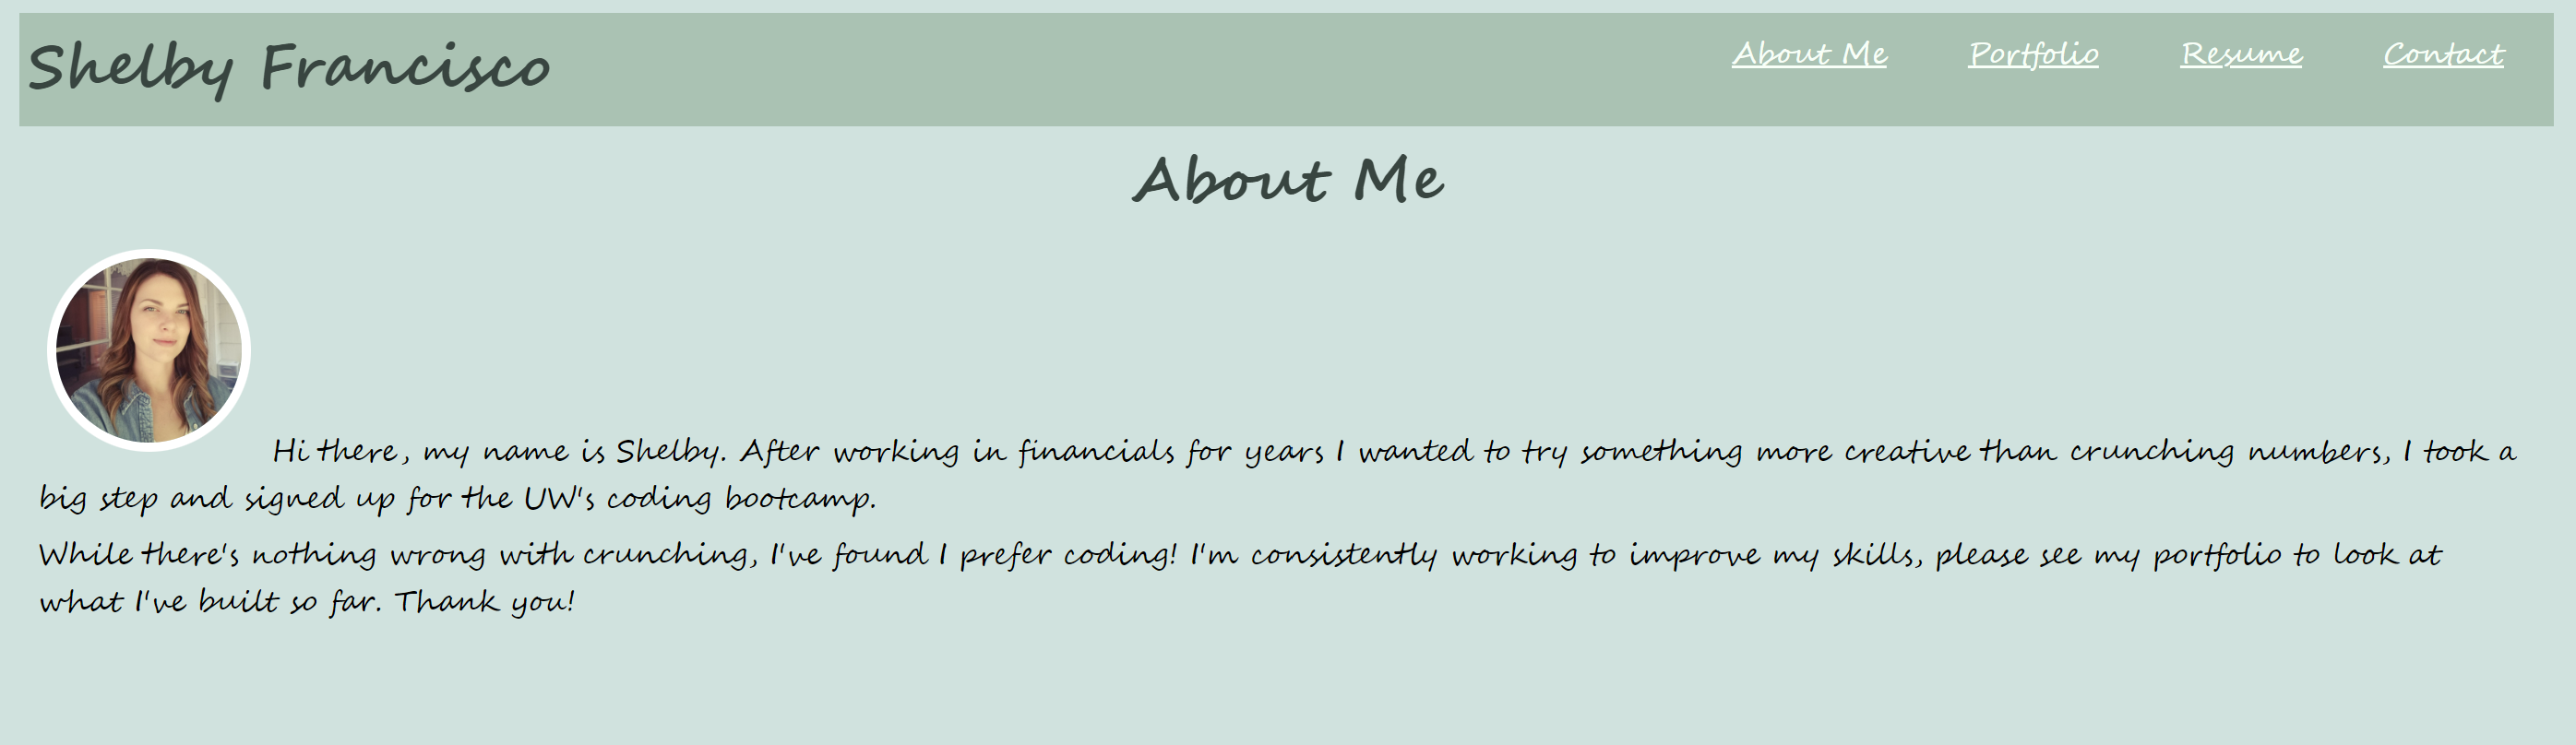 Shelby Francisco
About Me
Portfolio
Resume
Contact
About Me
Hi there, my name is Shelby. After working in financials for years I wanted to try something more creative than crunching numbers, I took a
big step and signed up for the UW's coding bootcamp.
While there's nothing wrong with crunching, I've found I prefer coding! I'm consistently working to improve my skills, please see my portfolio to look at
what I've built so far. Thank you!